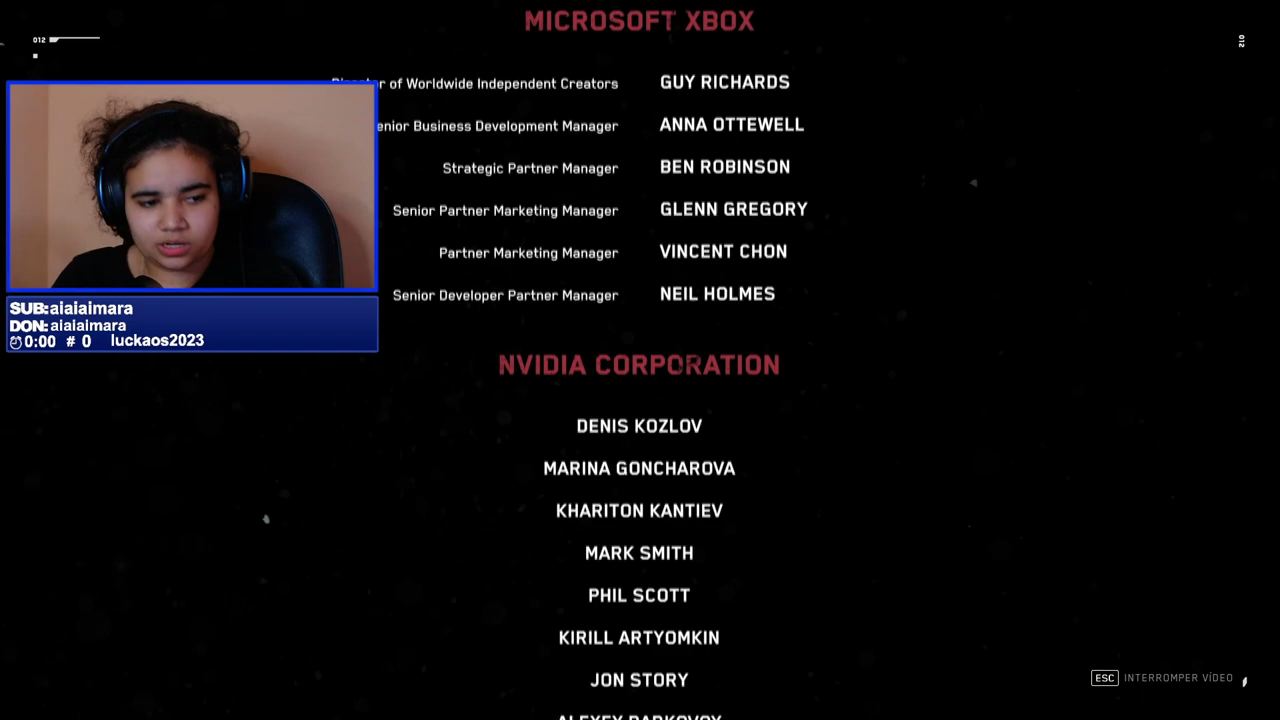 MICROSOFT XBOX
012
012
of Worldwide Independent Creators GUY RICHARDS
Business Development Manager ANNA OTTEWELL
Strategic Partner Manager BEN ROBINSON
Senior Partner Marketing Manager GLENN GREGORY
Partner Marketing Manager VINCENT CHON
Senior Developer Partner Manager NEIL HOLMES
SUB:aiaiaimara
DON:aiaiaimara
0:00 # 0 luckaos2023
NVIDIA CORPORATION
DENIS KOZLOV
MARINA GONCHAROVA
KHARITON KANTIEV
MARK SMITH
PHIL SCOTT
KIRILL ARTYOMKIN
JON STORY
ESC INTERROMPER VÍDEO